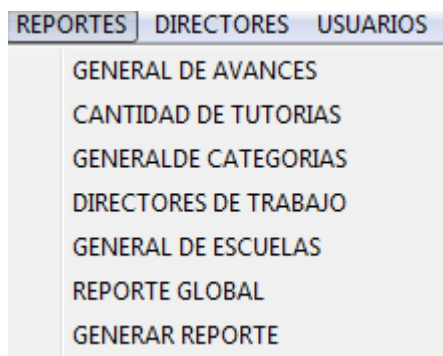 REPORTES DIRECTORES USUARIOS
GENERAL DE AVANCES
CANTIDAD DE TUTORIAS
GENERALDE CATEGORIAS
DIRECTORES DE TRABAJO
GENERAL DE ESCUELAS
REPORTE GLOBAL
GENERAR REPORTE